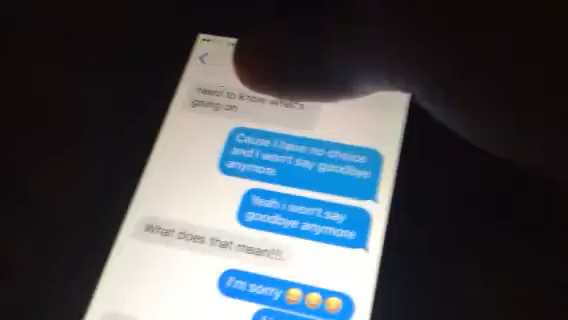 need to know what's
going on
Cause I have no choice
and I won't say goodbye
anymore
Yeah I won't say
goodbye anymore
What does that mean!!!
I'm sorry 😄😄😄